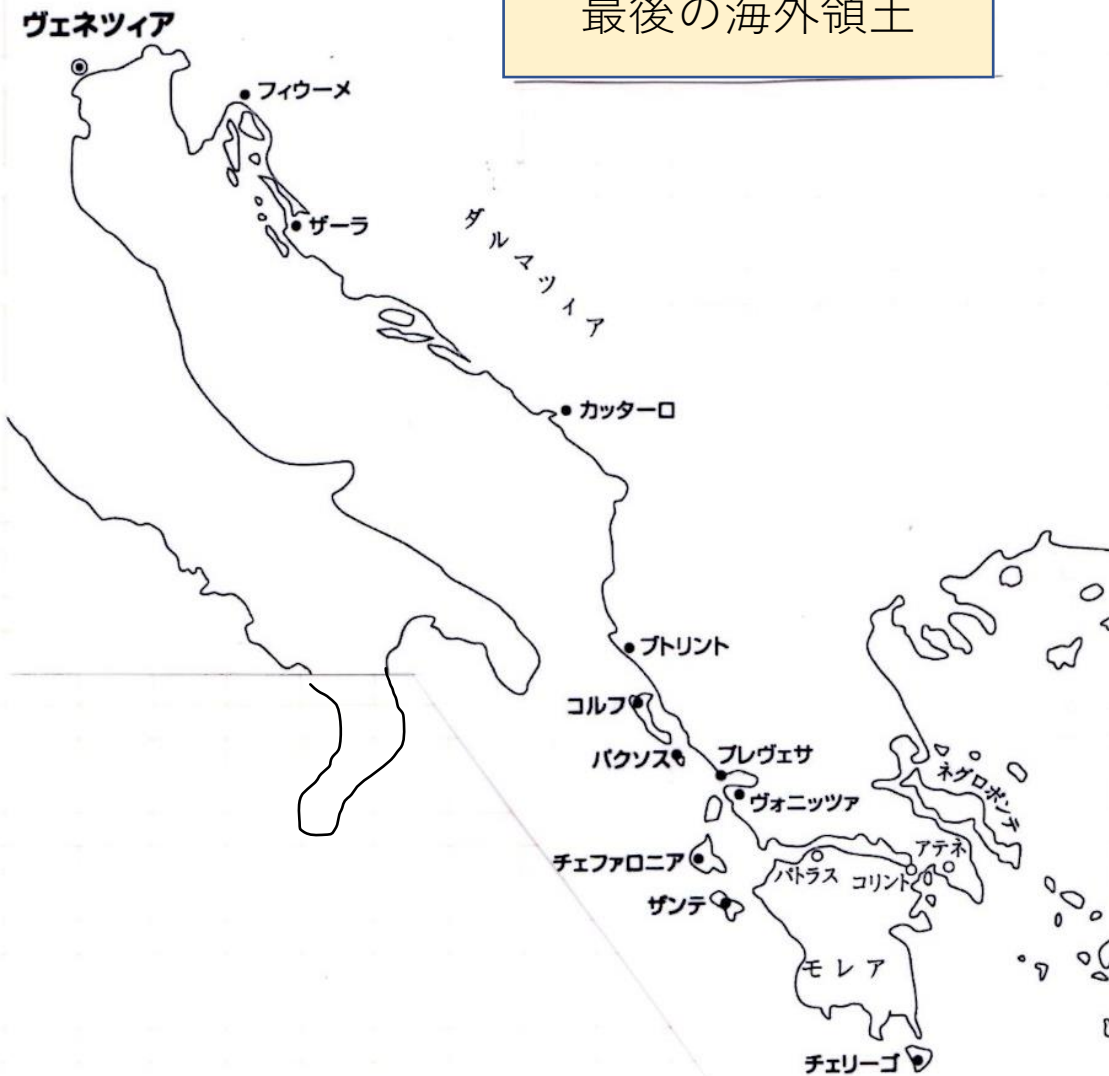 最後の海外領土
ヴェネツィア
フィウーメ
ザーラ
ダルマツィア
カッターロ
ブトリント
コルフ
パクソス
プレヴェサ
ヴォニッツァ
ネグロポンテ
チェファロニア
パトラス
コリント
アテネ
ザンテ
モレア
チェリーゴ